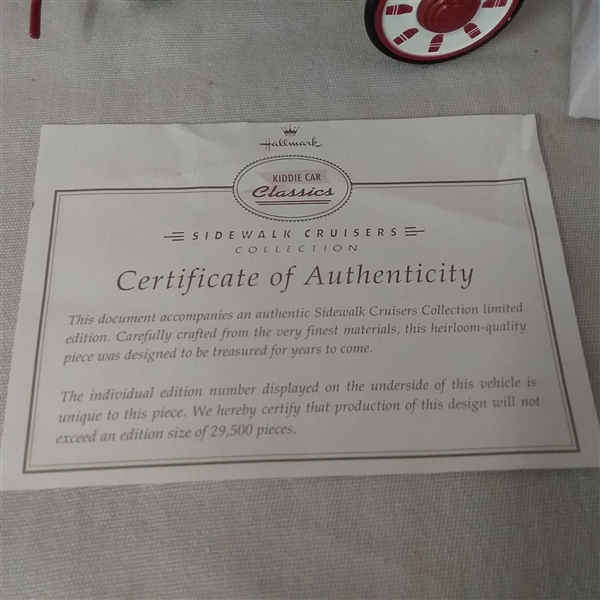 Hallmark
KIDDIE CAR
Classics
SIDEWALK CRUISERS
COLLECTION
Certificate of Authenticity
This document accompanies an authentic Sidewalk Cruisers Collection limited
edition. Carefully crafted from the very finest materials, this heirloom-quality
piece was designed to be treasured for years to come.
The individual edition number displayed on the underside of this vehicle is
unique to this piece. We hereby certify that production of this design will not
exceed an edition size of 29,500 pieces.